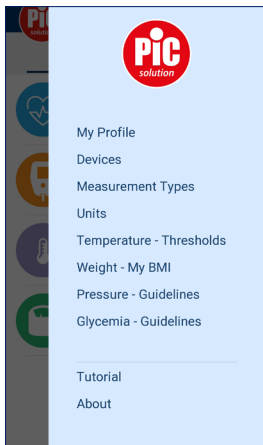 PiC
solution
My Profile
Devices
Measurement Types
Units
Temperature - Thresholds
Weight - My BMI
Pressure - Guidelines
Glycemia - Guidelines
Tutorial
About